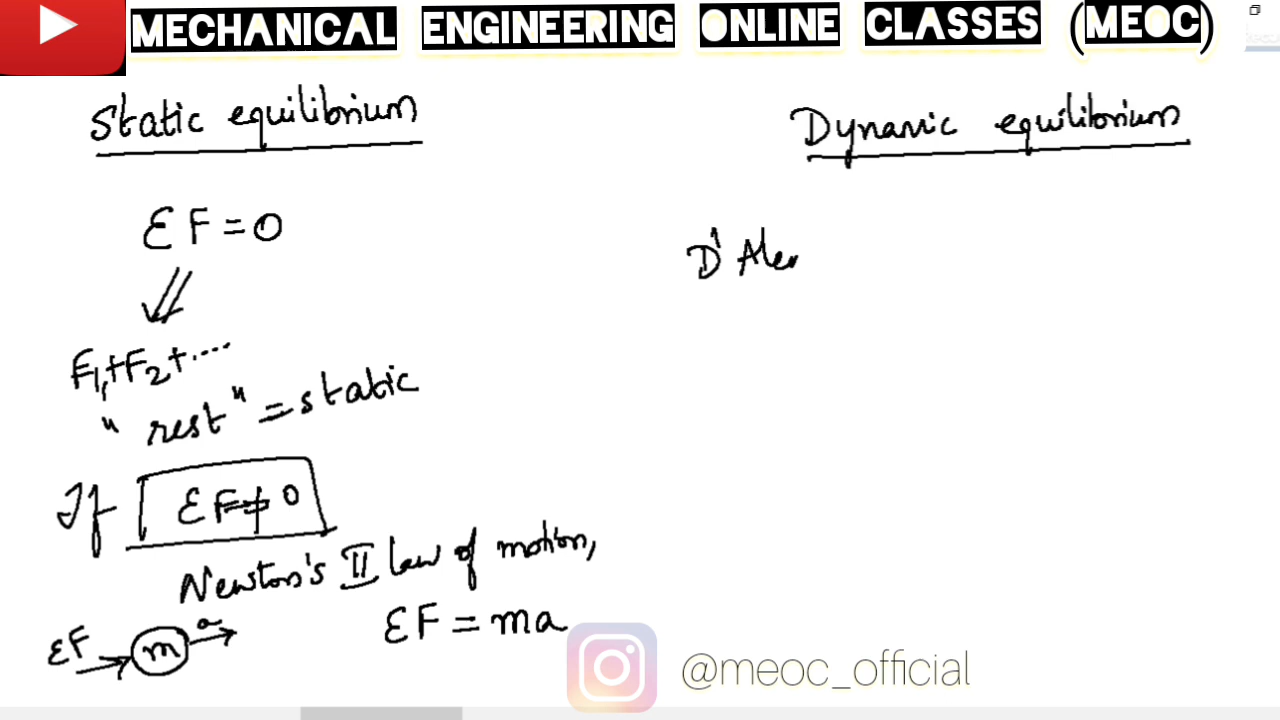 MECHANICAL ENGINEERING ONLINE CLASSES (MEOC)
Static equilibrium
ΣF=0
F1,+F2+....
"rest"=static
If ΣF≠0
Newton's II law of motion,
ΣF m a
ΣF=ma
Dynamic equilibrium
D'Ale
@meoc_official